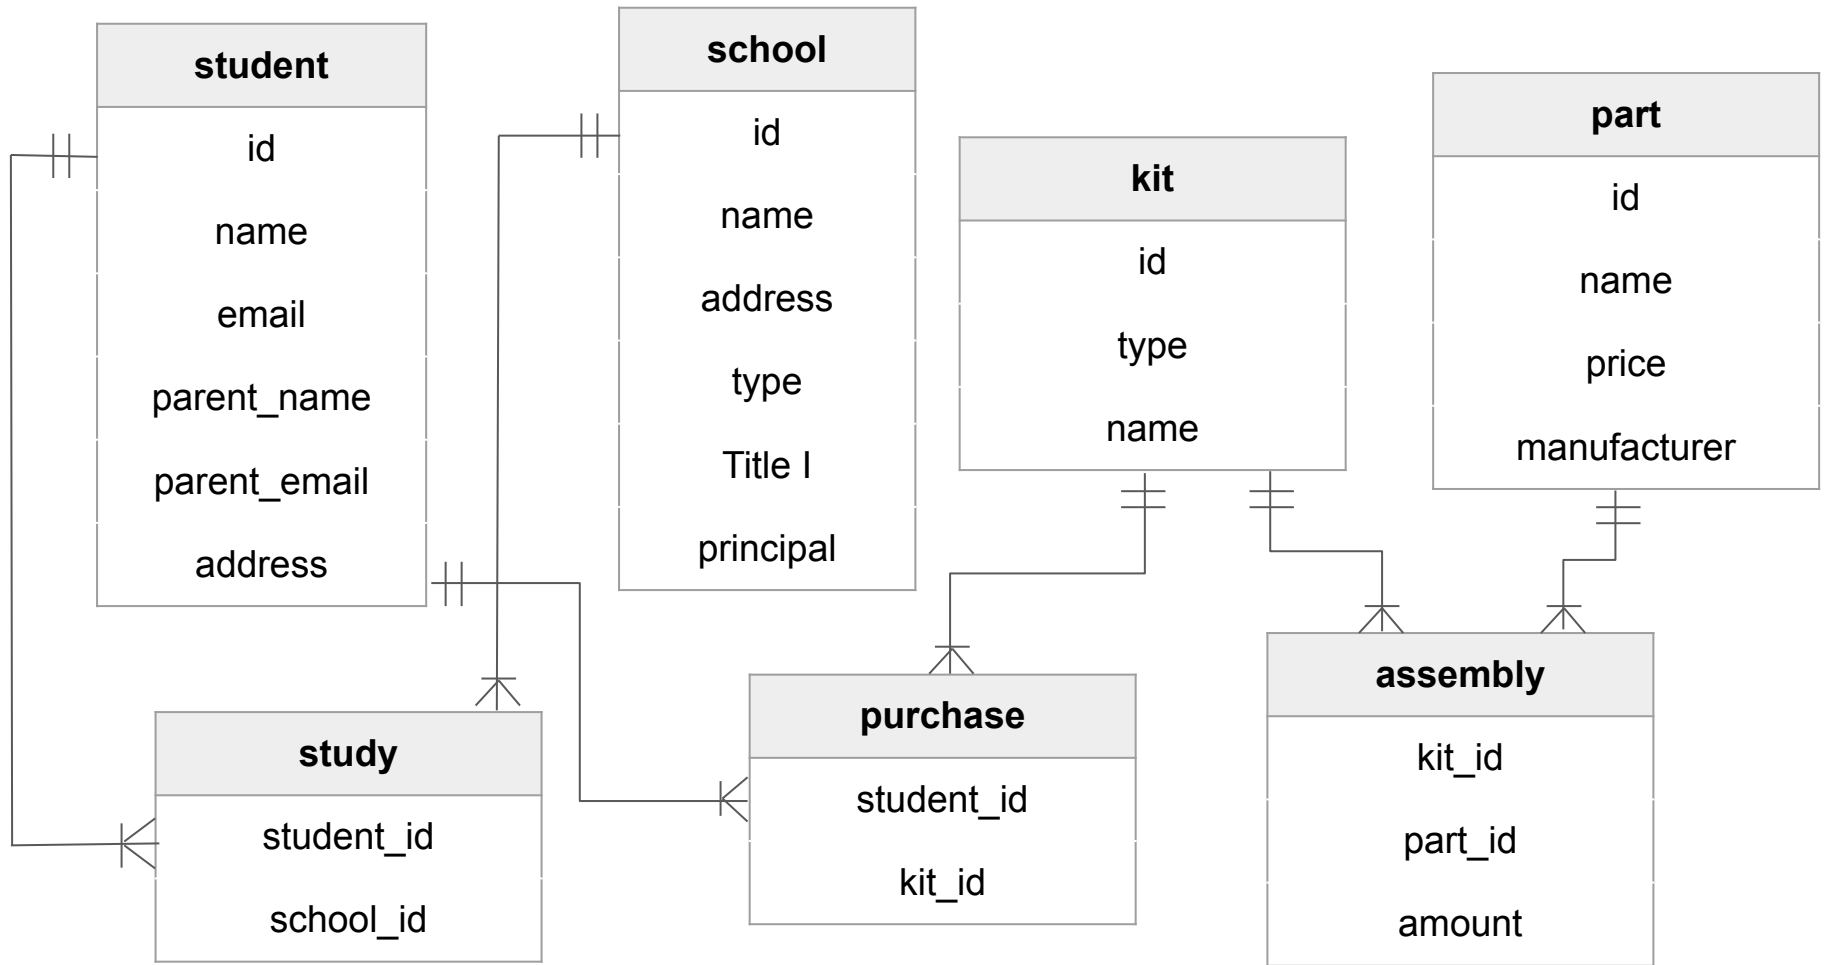 student
id
name
email
parent_name
parent_email
address
school
id
name
address
type
Title I
principal
kit
id
type
name
part
id
name
price
manufacturer
study
student_id
school_id
purchase
student_id
kit_id
assembly
kit_id
part_id
amount